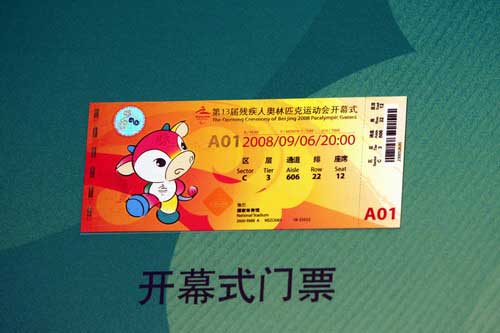 第13届残疾人奥林匹克运动会开幕式
The Opening Ceremony of Beijing 2008 Paralympic Games
A01 2008/09/06/20:00
区 层 通道 排 座席
Sector Tier Aisle Row Seat
C 3 606 22 12
国家体育场
National Stadium
A01
开幕式门票